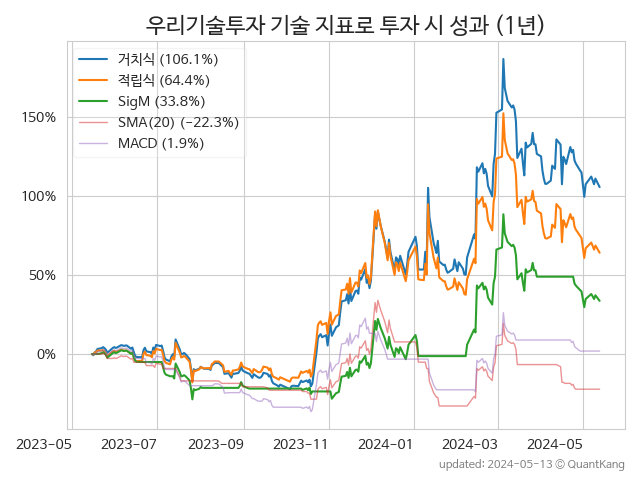 우리기술투자 기술 지표로 투자 시 성과 (1년)
거치식 (106.1%)
적립식 (64.4%)
SigM (33.8%)
SMA(20) (−22.3%)
MACD (1.9%)
150%
100%
50%
0%
2023-05 2023-07 2023-09 2023-11 2024-01 2024-03 2024-05
updated: 2024-05-13 ⓒ QuantKang